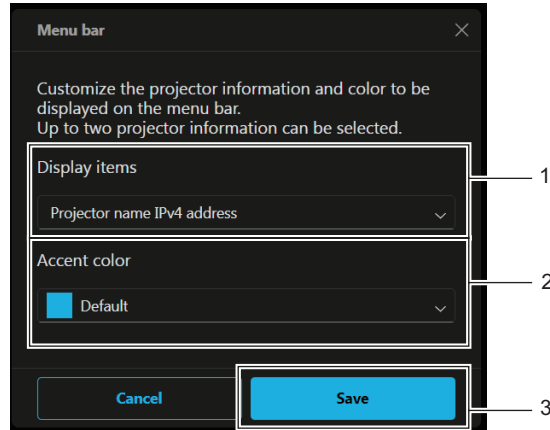 Menu bar
Customize the projector information and color to be
displayed on the menu bar.
Up to two projector information can be selected.
Display items
1
Projector name IPv4 address
Accent color
2
Default
Cancel
Save
3